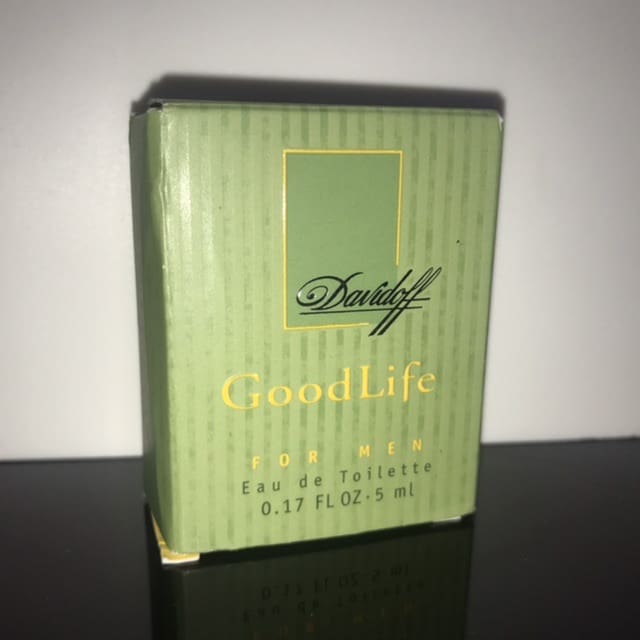 Davidoff
GoodLife
FOR MEN
Eau de Toilette
0.17 FL OZ·5 ml